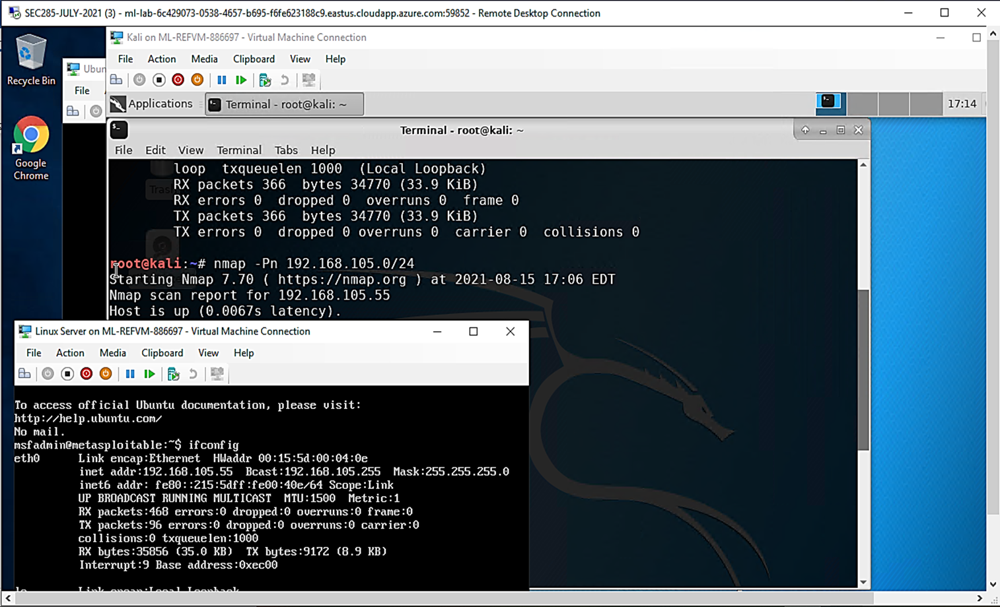 SEC285-JULY-2021 (3) - ml-lab-6c429073-0538-4657-b695-f6fe623188c9.eastus.cloudapp.azure.com:59852 - Remote Desktop Connection
Recycle Bin
Google
Chrome
Ubun
File
Kali on ML-REFVM-886697 - Virtual Machine Connection
File Action Media Clipboard View Help
Applications Terminal - root@kali: ~ 17:14
Terminal - root@kali: ~
File Edit View Terminal Tabs Help
Trash
loop txqueuelen 1000 (Local Loopback)
RX packets 366 bytes 34770 (33.9 KiB)
RX errors 0 dropped 0 overruns 0 frame 0
TX packets 366 bytes 34770 (33.9 KiB)
TX errors 0 dropped 0 overruns 0 carrier 0 collisions 0
root@kali:~# nmap -Pn 192.168.105.0/24
Starting Nmap 7.70 ( https://nmap.org ) at 2021-08-15 17:06 EDT
Nmap scan report for 192.168.105.55
Host is up (0.0067s latency).
Linux Server on ML-REFVM-886697 - Virtual Machine Connection
File Action Media Clipboard View Help
To access official Ubuntu documentation, please visit:
http://help.ubuntu.com/
No mail.
msfadmin@metasploitable:~$ ifconfig
eth0 Link encap:Ethernet HWaddr 00:15:5d:00:04:0e
inet addr:192.168.105.55 Bcast:192.168.105.255 Mask:255.255.255.0
inet6 addr: fe80::215:5dff:fe00:40e/64 Scope:Link
UP BROADCAST RUNNING MULTICAST MTU:1500 Metric:1
RX packets:468 errors:0 dropped:0 overruns:0 frame:0
TX packets:96 errors:0 dropped:0 overruns:0 carrier:0
collisions:0 txqueuelen:1000
RX bytes:35856 (35.0 KB) TX bytes:9172 (8.9 KB)
Interrupt:9 Base address:0xec00
lo Link encap:Local Loopback